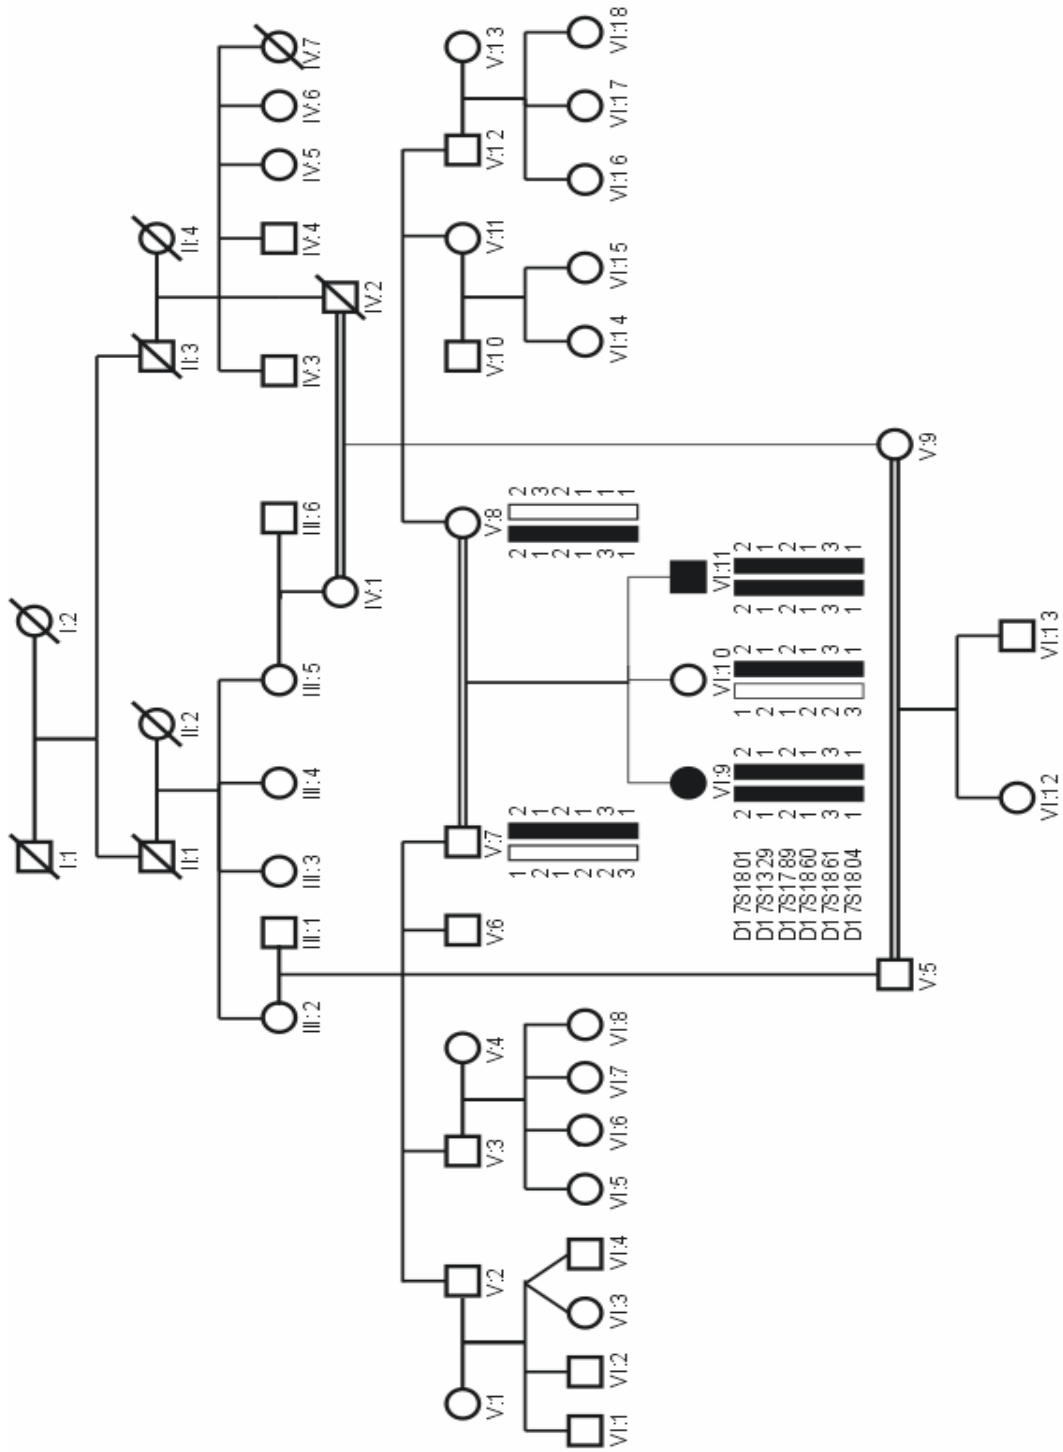 I:1 I:2
II:1 II:2 II:3 II:4
III:2 III:1 III:3 III:4 III:5 III:6 IV:3 IV:4 IV:5 IV:6 IV:7
IV:1 IV:2
V:1 V:2 V:3 V:4 V:6 V:7 V:8 V:10 V:11 V:12 V:13
1 2 2 2
2 1 1 3
1 2 2 2
2 1 1 1
2 3 3 1
3 1 1 1
VI:1 VI:2 VI:3 VI:4 VI:5 VI:6 VI:7 VI:8 VI:14 VI:15 VI:16 VI:17 VI:18
VI:9 VI:10 VI:11
D17S1801 2 2 1 2 2 2
D17S1329 1 1 2 1 1 1
D17S1789 2 2 1 2 2 2
D17S1860 1 1 2 1 1 1
D17S1861 3 3 2 3 3 3
D17S1804 1 1 3 1 1 1
V:5 V:9
VI:12 VI:13